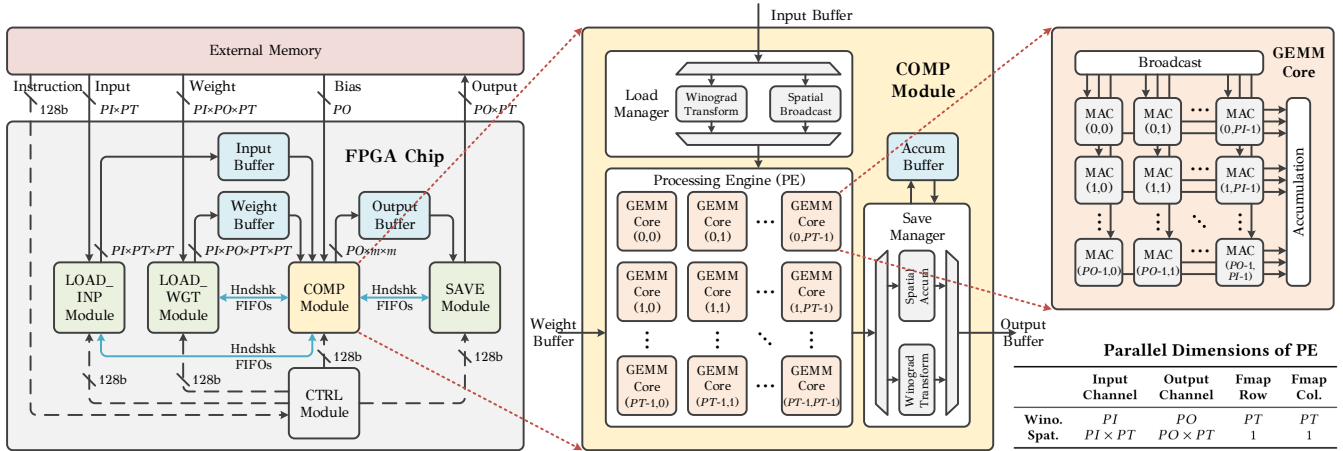 External Memory
Instruction
Input
Weight
Bias
Output
128b
PI×PT
PI×PO×PT
PO
PO×PT
FPGA Chip
Input
Buffer
Weight
Buffer
Output
Buffer
PI×PT×PT
PI×PO×PT×PT
PO×m×m
LOAD_
INP
Module
LOAD_
WGT
Module
Hndshk
FIFOs
COMP
Module
Hndshk
FIFOs
SAVE
Module
Hndshk
FIFOs
128b
128b
128b
128b
CTRL
Module
Input Buffer
COMP
Module
Load
Manager
Winograd
Transform
Spatial
Broadcast
Accum
Buffer
Processing Engine (PE)
GEMM
Core
(0,0)
GEMM
Core
(0,1)
GEMM
Core
(0,PT-1)
GEMM
Core
(1,0)
GEMM
Core
(1,1)
GEMM
Core
(1,PT-1)
GEMM
Core
(PT-1,0)
GEMM
Core
(PT-1,1)
GEMM
Core
(PT-1,PT-1)
Weight
Buffer
Save
Manager
Spatial
Accum
Winograd
Transform
Output
Buffer
GEMM
Core
Broadcast
MAC
(0,0)
MAC
(0,1)
MAC
(0,PI-1)
MAC
(1,0)
MAC
(1,1)
MAC
(1,PI-1)
MAC
(PO-1,0)
MAC
(PO-1,1)
MAC
(PO-1,
PI-1)
Accumulation
Parallel Dimensions of PE
Input Channel Output Channel Fmap Row Fmap Col.
Wino. PI PO PT PT
Spat. PI × PT PO × PT 1 1